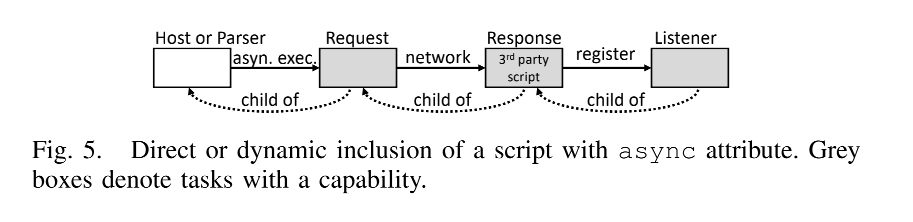 Host or Parser Request Response Listener
asyn. exec. network 3rd party script register
child of child of child of
Fig. 5. Direct or dynamic inclusion of a script with async attribute. Grey
boxes denote tasks with a capability.